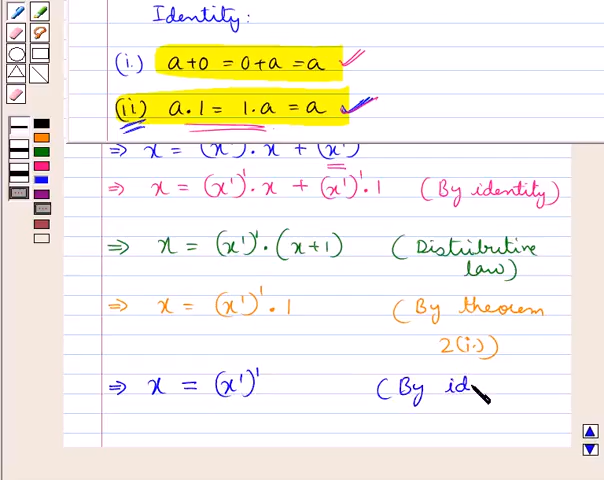 Identity:
(i.) a+0 = 0+a = a
(ii) a.1 = 1.a = a
⇒ x = (x')'.x + (x')'
⇒ x = (x')'.x + (x')'.1 (By identity)
⇒ x = (x')'.(x+1) (Distributive
law)
⇒ x = (x')'.1 (By theorem
2(i.))
⇒ x = (x')' (By id